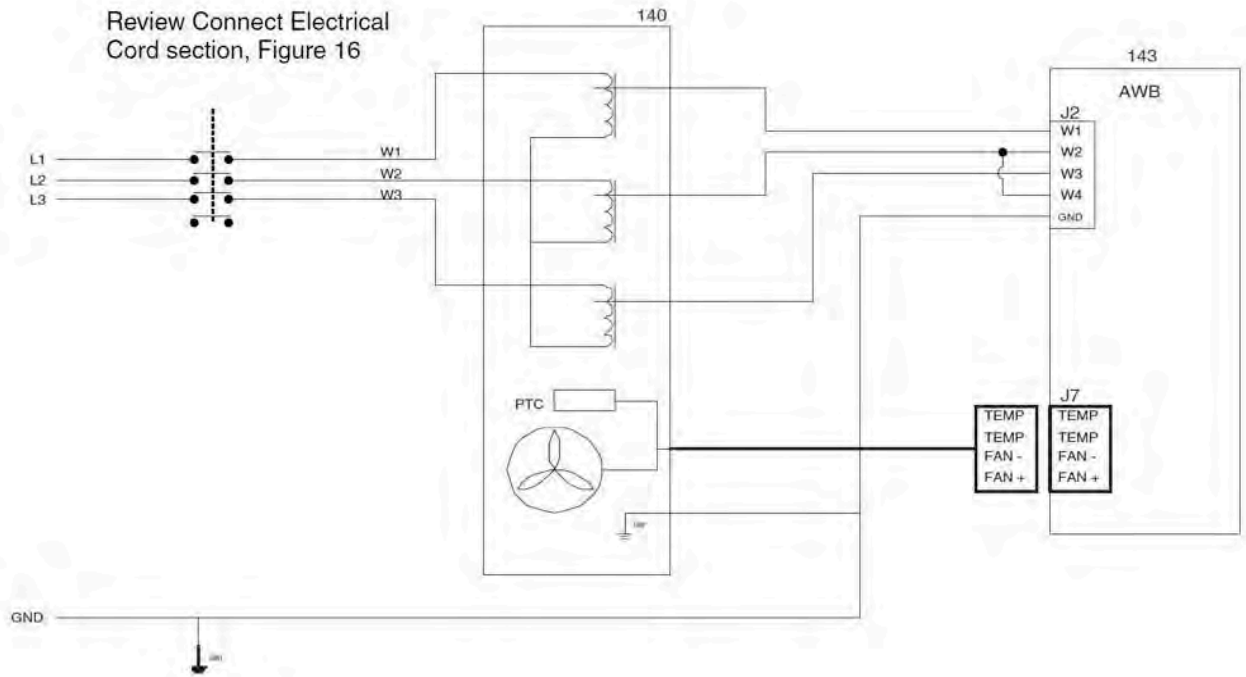 Review Connect Electrical
Cord section, Figure 16
140
143
AWB
J2
W1
W2
W3
W4
GND
L1
L2
L3
W1
W2
W3
PTC
J7
TEMP
TEMP
FAN -
FAN +
TEMP
TEMP
FAN -
FAN +
GND